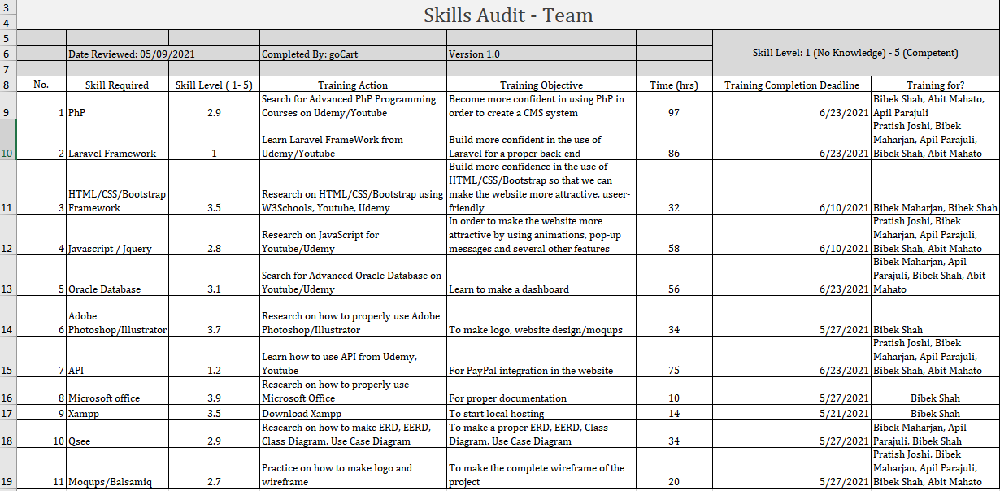 3
Skills Audit - Team
4
5
6 Date Reviewed: 05/09/2021 Completed By: goCart Version 1.0 Skill Level: 1 (No Knowledge) - 5 (Competent)
7
8 No. Skill Required Skill Level ( 1- 5) Training Action Training Objective Time (hrs) Training Completion Deadline Training for?
Search for Advanced PhP Programming Become more confident in using PhP in Bibek Shah, Abit Mahato,
9 1 PhP 2.9 Courses on Udemy/Youtube order to create a CMS system 97 6/23/2021 Apil Parajuli
Pratish Joshi, Bibek
Learn Laravel FrameWork from Build more confident in the use of Maharjan, Apil Parajuli,
10 2 Laravel Framework 1 Udemy/Youtube Laravel for a proper back-end 86 6/23/2021 Bibek Shah, Abit Mahato
Build more confidence in the use of
HTML/CSS/Bootstrap so that we can
HTML/CSS/Bootstrap Research on HTML/CSS/Bootstrap using make the website more attractive, useer-
11 3 Framework 3.5 W3Schools, Youtube, Udemy friendly 32 6/10/2021 Bibek Maharjan, Bibek Shah
In order to make the website more Pratish Joshi, Bibek
Research on JavaScript for attractive by using animations, pop-up Maharjan, Apil Parajuli,
12 4 Javascript / Jquery 2.8 Youtube/Udemy messages and several other features 58 6/10/2021 Bibek Shah, Abit Mahato
Bibek Maharjan, Apil
Search for Advanced Oracle Database on Parajuli, Bibek Shah, Abit
13 5 Oracle Database 3.1 Youtube/Udemy Learn to make a dashboard 56 6/23/2021 Mahato
Adobe Research on how to properly use Adobe
14 6 Photoshop/Illustrator 3.7 Photoshop/Illustrator To make logo, website design/moqups 34 5/27/2021 Bibek Shah
Pratish Joshi, Bibek
Learn how to use API from Udemy, Maharjan, Apil Parajuli,
15 7 API 1.2 Youtube For PayPal integration in the website 75 6/23/2021 Bibek Shah, Abit Mahato
Research on how to properly use
16 8 Microsoft office 3.9 Microsoft Office For proper documentation 10 5/27/2021 Bibek Shah
17 9 Xampp 3.5 Download Xampp To start local hosting 14 5/21/2021 Bibek Shah
Research on how to make ERD, EERD, To make a proper ERD, EERD, Class Bibek Maharjan, Apil
18 10 Qsee 2.9 Class Diagram, Use Case Diagram Diagram, Use Case Diagram 34 5/27/2021 Parajuli, Bibek Shah
Pratish Joshi, Bibek
Practice on how to make logo and To make the complete wireframe of the Maharjan, Apil Parajuli,
19 11 Moqups/Balsamiq 2.7 wireframe project 20 5/27/2021 Bibek Shah, Abit Mahato